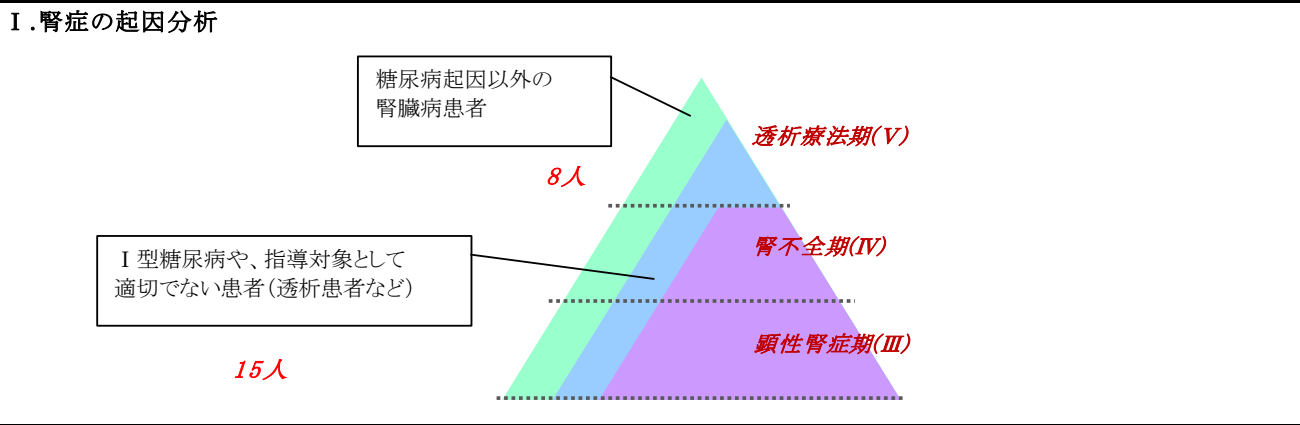 Ⅰ.腎症の起因分析
糖尿病起因以外の
腎臓病患者
透析療法期(Ⅴ)
8人
腎不全期(Ⅳ)
Ⅰ型糖尿病や、指導対象として
適切でない患者(透析患者など)
顕性腎症期(Ⅲ)
15人